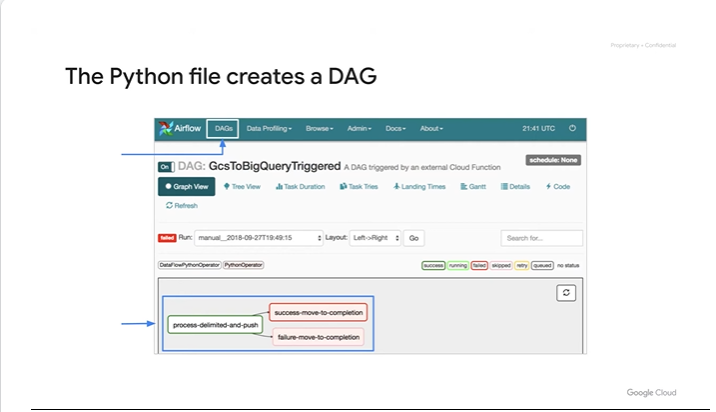 Proprietary + Confidential
The Python file creates a DAG
Airflow DAGs Data Profiling Browse Admin Docs About 21:41 UTC
On DAG: GcsToBigQueryTriggered A DAG triggered by an external Cloud Function schedule: None
Graph View Tree View Task Duration Task Tries Landing Times Gantt Details Code
Refresh
failed Run: manual__2018-09-27T19:49:15 Layout: Left->Right Go Search for...
DataFlowPythonOperator PythonOperator success running failed skipped retry queued no status
success-move-to-completion
process-delimited-and-push
failure-move-to-completion
Google Cloud